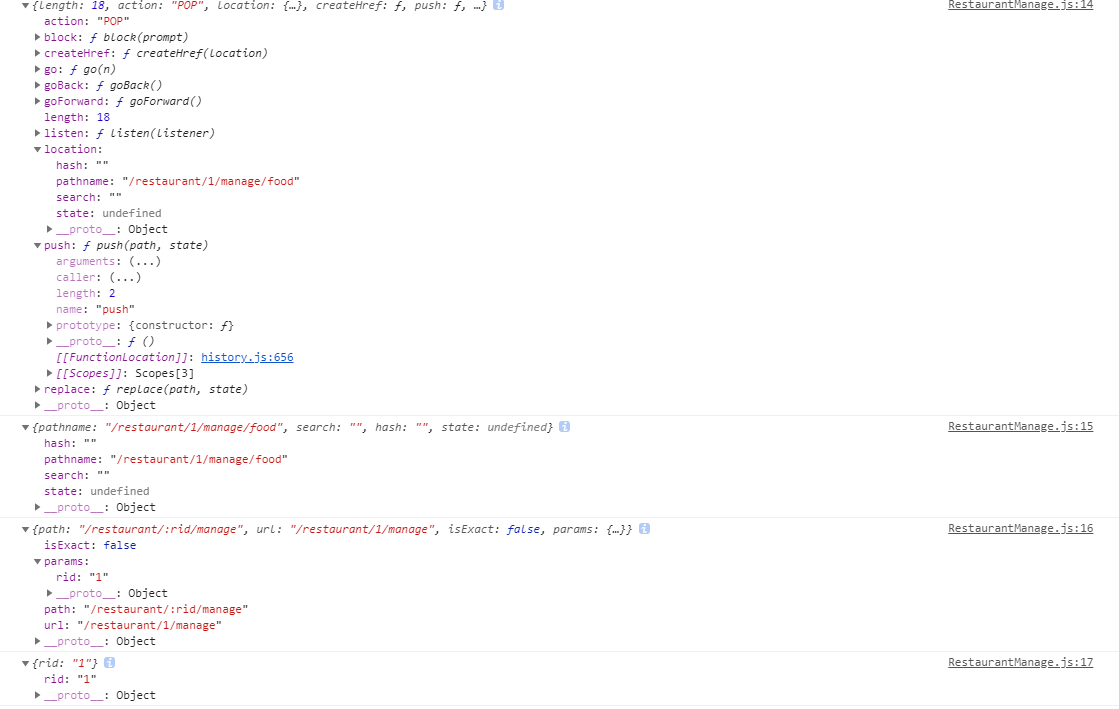 {length: 18, action: "POP", location: {…}, createHref: ƒ, push: ƒ, …} i RestaurantManage.js:14
action: "POP"
block: ƒ block(prompt)
createHref: ƒ createHref(location)
go: ƒ go(n)
goBack: ƒ goBack()
goForward: ƒ goForward()
length: 18
listen: ƒ listen(listener)
location:
hash: ""
pathname: "/restaurant/1/manage/food"
search: ""
state: undefined
__proto__: Object
push: ƒ push(path, state)
arguments: (...)
caller: (...)
length: 2
name: "push"
prototype: {constructor: ƒ}
__proto__: ƒ ()
[[FunctionLocation]]: history.js:656
[[Scopes]]: Scopes[3]
replace: ƒ replace(path, state)
__proto__: Object
{pathname: "/restaurant/1/manage/food", search: "", hash: "", state: undefined} i RestaurantManage.js:15
hash: ""
pathname: "/restaurant/1/manage/food"
search: ""
state: undefined
__proto__: Object
{path: "/restaurant/:rid/manage", url: "/restaurant/1/manage", isExact: false, params: {…}} i RestaurantManage.js:16
isExact: false
params:
rid: "1"
__proto__: Object
path: "/restaurant/:rid/manage"
url: "/restaurant/1/manage"
__proto__: Object
{rid: "1"} i RestaurantManage.js:17
rid: "1"
__proto__: Object